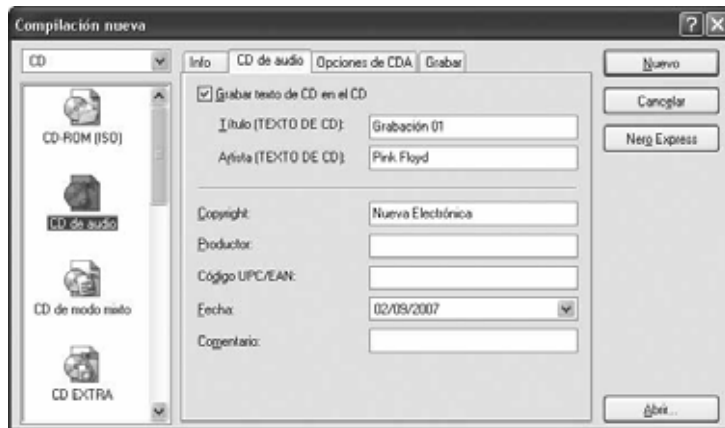 Compilación nueva
CD
CD-ROM (ISO)
CD de audio
CD de modo mixto
CD EXTRA
Info
CD de audio
Opciones de CDA
Grabar
Grabar texto de CD en el CD
Título (TEXTO DE CD):
Grabación 01
Artista (TEXTO DE CD):
Pink Floyd
Copyright:
Nueva Electrónica
Productor:
Código UPC/EAN:
Fecha:
02/09/2007
Comentario:
Nuevo
Cancelar
Nero Express
Abrir...